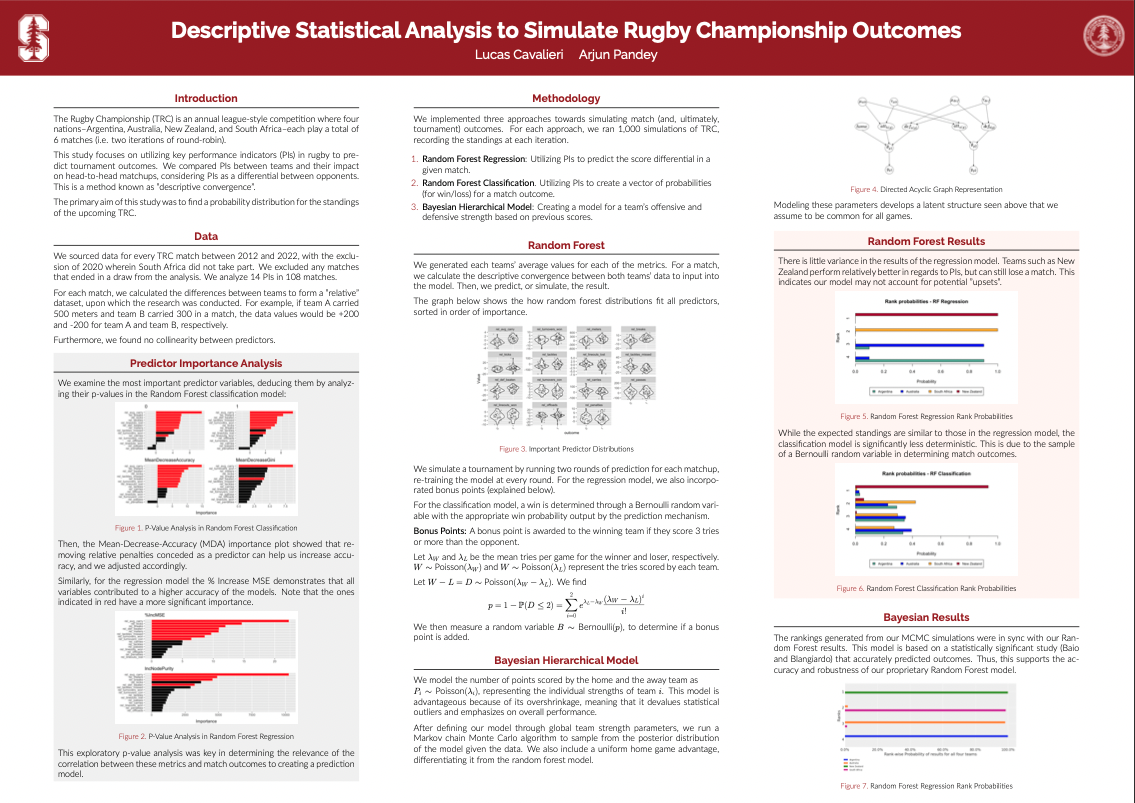 Descriptive Statistical Analysis to Simulate Rugby Championship Outcomes
Lucas Cavalieri Arjun Pandey
Introduction
The Rugby Championship (TRC) is an annual league-style competition where four
nations–Argentina, Australia, New Zealand, and South Africa–each play a total of
6 matches (i.e. two iterations of round-robin).
This study focuses on utilizing key performance indicators (PIs) in rugby to pre-
dict tournament outcomes. We compared PIs between teams and their impact
on head-to-head matchups, considering PIs as a differential between opponents.
This is a method known as "descriptive convergence".
The primary aim of this study was to find a probability distribution for the standings
of the upcoming TRC.
Data
We sourced data for every TRC match between 2012 and 2022, with the exclu-
sion of 2020 wherein South Africa did not take part. We excluded any matches
that ended in a draw from the analysis. We analyze 14 PIs in 108 matches.
For each match, we calculated the differences between teams to form a "relative"
dataset, upon which the research was conducted. For example, if team A carried
500 meters and team B carried 300 in a match, the data values would be +200
and -200 for team A and team B, respectively.
Furthermore, we found no collinearity between predictors.
Predictor Importance Analysis
We examine the most important predictor variables, deducing them by analyz-
ing their p-values in the Random Forest classification model:
MeanDecreaseAccuracy MeanDecreaseGini
Importance
Figure 1. P-Value Analysis in Random Forest Classification
Then, the Mean-Decrease-Accuracy (MDA) importance plot showed that re-
moving relative penalties conceded as a predictor can help us increase accu-
racy, and we adjusted accordingly.
Similarly, for the regression model the % Increase MSE demonstrates that all
variables contributed to a higher accuracy of the models. Note that the ones
indicated in red have a more significant importance.
%IncMSE
IncNodePurity
Importance
Figure 2. P-Value Analysis in Random Forest Regression
This exploratory p-value analysis was key in determining the relevance of the
correlation between these metrics and match outcomes to creating a prediction
model.
Methodology
We implemented three approaches towards simulating match (and, ultimately,
tournament) outcomes. For each approach, we ran 1,000 simulations of TRC,
recording the standings at each iteration.
1. Random Forest Regression: Utilizing PIs to predict the score differential in a
given match.
2. Random Forest Classification. Utilizing PIs to create a vector of probabilities
(for win/loss) for a match outcome.
3. Bayesian Hierarchical Model: Creating a model for a team's offensive and
defensive strength based on previous scores.
Random Forest
We generated each teams' average values for each of the metrics. For a match,
we calculate the descriptive convergence between both teams' data to input into
the model. Then, we predict, or simulate, the result.
The graph below shows the how random forest distributions fit all predictors,
sorted in order of importance.
Value
outcome
Figure 3. Important Predictor Distributions
We simulate a tournament by running two rounds of prediction for each matchup,
re-training the model at every round. For the regression model, we also incorpo-
rated bonus points (explained below).
For the classification model, a win is determined through a Bernoulli random vari-
able with the appropriate win probability output by the prediction mechanism.
Bonus Points: A bonus point is awarded to the winning team if they score 3 tries
or more than the opponent.
Let λ_W and λ_L be the mean tries per game for the winner and loser, respectively.
W ∼ Poisson(λ_W) and W ∼ Poisson(λ_L) represent the tries scored by each team.
Let W − L = D ∼ Poisson(λ_W − λ_L). We find
p = 1 − ℙ(D ≤ 2) = ∑_{i=0}^{2} e^{λ_L−λ_W} (λ_W − λ_L)^i / i!
We then measure a random variable B ∼ Bernoulli(p), to determine if a bonus
point is added.
Bayesian Hierarchical Model
We model the number of points scored by the home and the away team as
P_i ∼ Poisson(λ_i), representing the individual strengths of team i. This model is
advantageous because of its overshrinkage, meaning that it devalues statistical
outliers and emphasizes on overall performance.
After defining our model through global team strength parameters, we run a
Markov chain Monte Carlo algorithm to sample from the posterior distribution
of the model given the data. We also include a uniform home game advantage,
differentiating it from the random forest model.
Figure 4. Directed Acyclic Graph Representation
Modeling these parameters develops a latent structure seen above that we
assume to be common for all games.
Random Forest Results
There is little variance in the results of the regression model. Teams such as New
Zealand perform relatively better in regards to PIs, but can still lose a match. This
indicates our model may not account for potential "upsets".
Rank probabilities - RF Regression
Rank
0.0 0.2 0.4 0.6 0.8 1.0
Probability
Argentina Australia South Africa New Zealand
Figure 5. Random Forest Regression Rank Probabilities
While the expected standings are similar to those in the regression model, the
classification model is significantly less deterministic. This is due to the sample
of a Bernoulli random variable in determining match outcomes.
Rank probabilities - RF Classification
Rank
0.0 0.2 0.4 0.6 0.8 1.0
Probability
Argentina Australia South Africa New Zealand
Figure 6. Random Forest Classification Rank Probabilities
Bayesian Results
The rankings generated from our MCMC simulations were in sync with our Ran-
dom Forest results. This model is based on a statistically significant study (Baio
and Blangiardo) that accurately predicted outcomes. Thus, this supports the ac-
curacy and robustness of our proprietary Random Forest model.
0.0% 20.0% 40.0% 60.0% 80.0% 100.0%
Rank-wise Probability of results for all four teams
Figure 7. Random Forest Classification Rank Probabilities